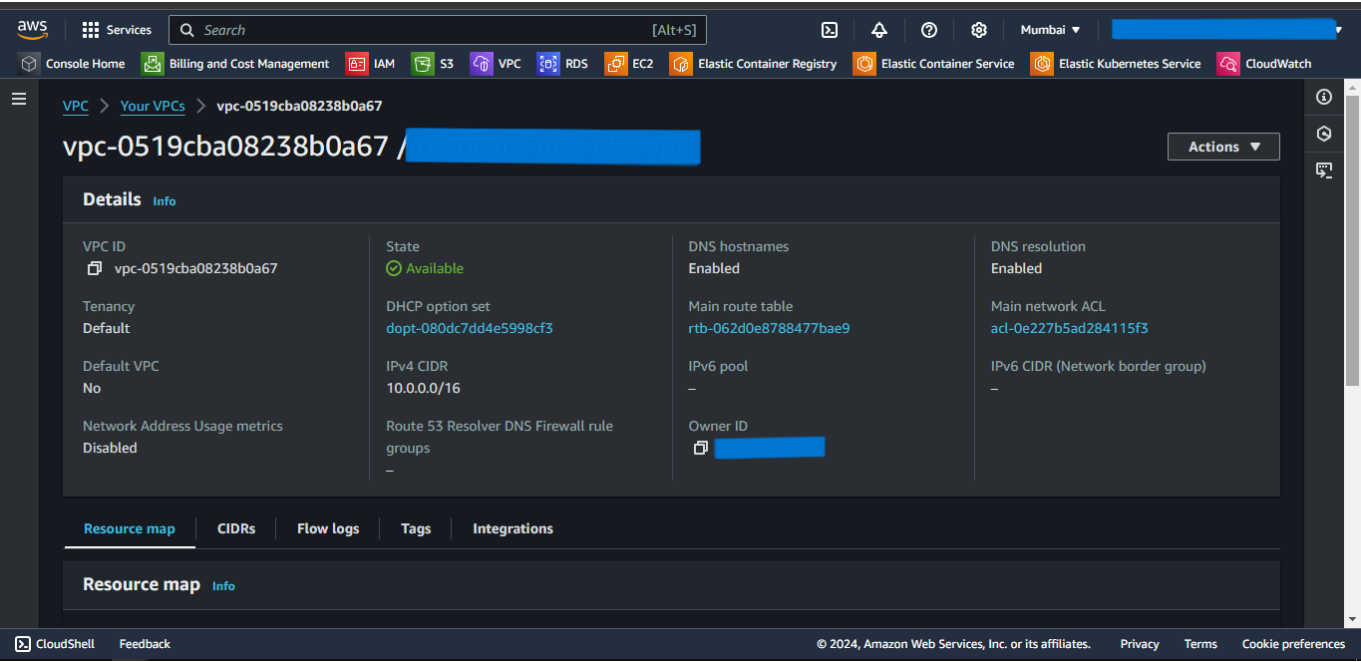 aws Services Search [Alt+S] Mumbai
Console Home Billing and Cost Management IAM S3 VPC RDS EC2 Elastic Container Registry Elastic Container Service Elastic Kubernetes Service CloudWatch
VPC > Your VPCs > vpc-0519cba08238b0a67
vpc-0519cba08238b0a67 /
Actions
Details Info
VPC ID State DNS hostnames DNS resolution
vpc-0519cba08238b0a67 Available Enabled Enabled
Tenancy DHCP option set Main route table Main network ACL
Default dopt-080dc7dd4e5998cf3 rtb-062d0e8788477bae9 acl-0e227b5ad284115f3
Default VPC IPv4 CIDR IPv6 pool IPv6 CIDR (Network border group)
No 10.0.0.0/16 – –
Network Address Usage metrics Route 53 Resolver DNS Firewall rule Owner ID
Disabled groups
–
Resource map CIDRs Flow logs Tags Integrations
Resource map Info
CloudShell Feedback © 2024, Amazon Web Services, Inc. or its affiliates. Privacy Terms Cookie preferences